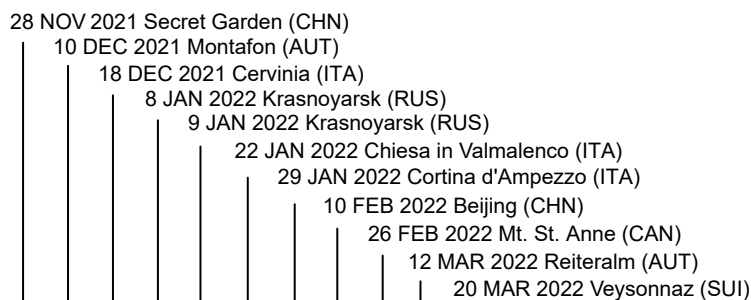 28 NOV 2021 Secret Garden (CHN)
10 DEC 2021 Montafon (AUT)
18 DEC 2021 Cervinia (ITA)
8 JAN 2022 Krasnoyarsk (RUS)
9 JAN 2022 Krasnoyarsk (RUS)
22 JAN 2022 Chiesa in Valmalenco (ITA)
29 JAN 2022 Cortina d'Ampezzo (ITA)
10 FEB 2022 Beijing (CHN)
26 FEB 2022 Mt. St. Anne (CAN)
12 MAR 2022 Reiteralm (AUT)
20 MAR 2022 Veysonnaz (SUI)